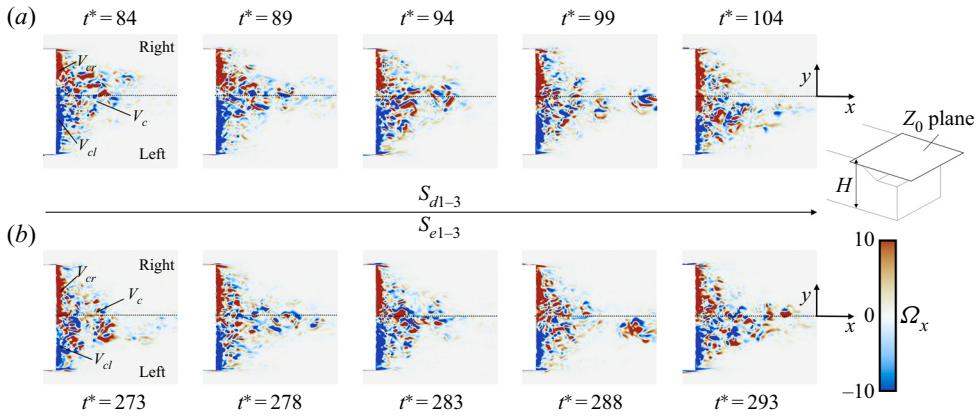 (a) t* = 84 t* = 89 t* = 94 t* = 99 t* = 104
Right
V_cr
V_c
V_cl
Left
y
x
Z_0 plane
H
S_d1–3
S_e1–3
(b)
Right
V_cr
V_c
V_cl
Left
y
x
10
0
–10
Ω_x
t* = 273 t* = 278 t* = 283 t* = 288 t* = 293